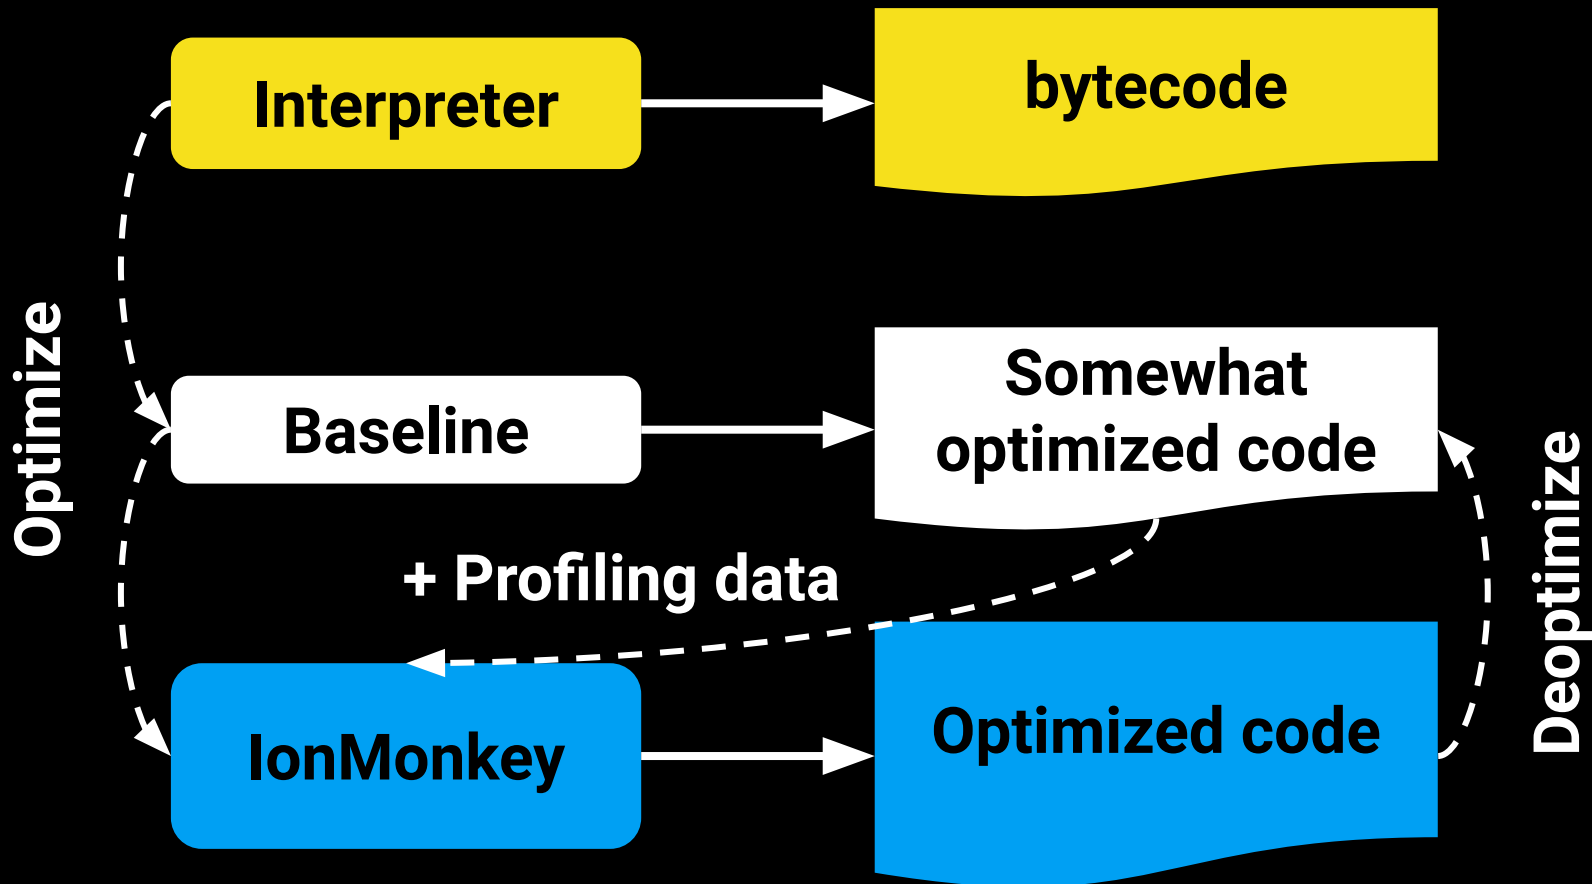 Interpreter
bytecode
Optimize
Baseline
Somewhat
optimized code
+ Profiling data
Deoptimize
IonMonkey
Optimized code